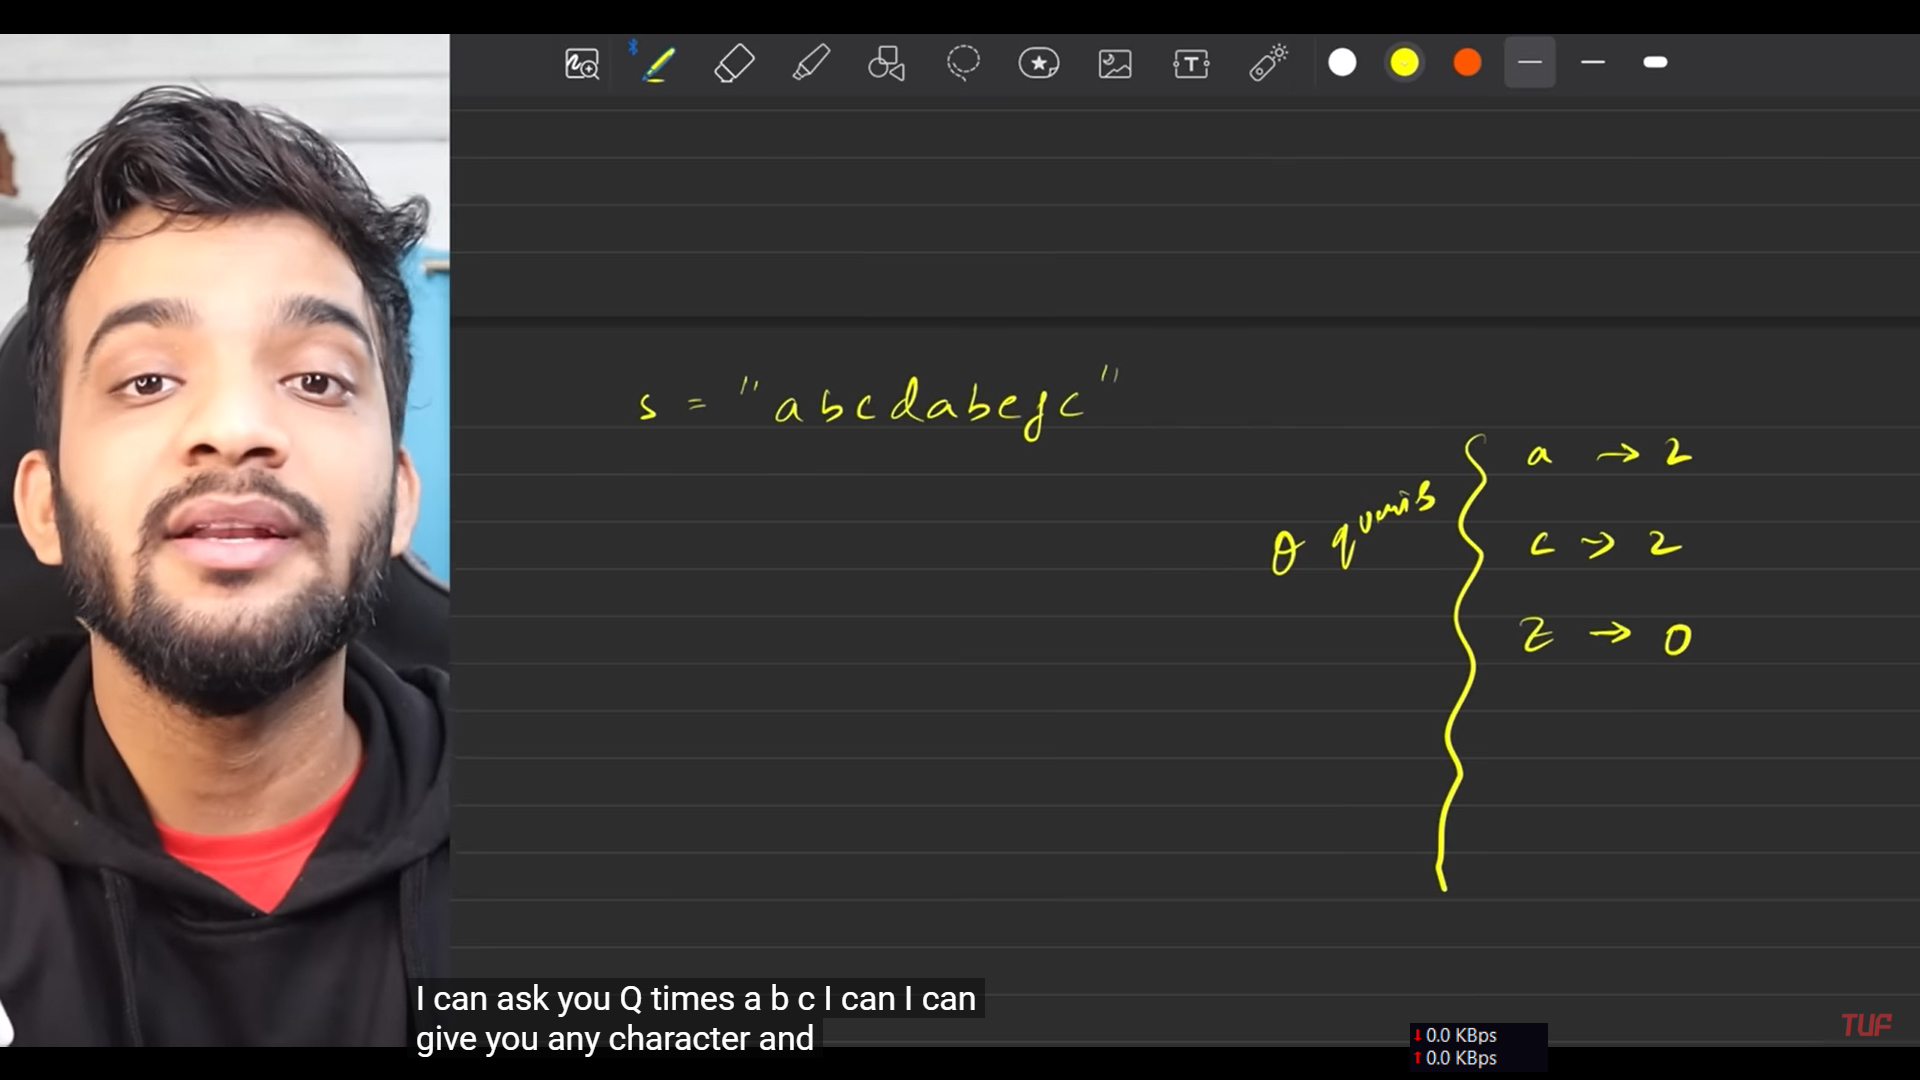 T
s = "abcdabefc"
a → 2
Q queries
c → 2
z → 0
I can ask you Q times a b c I can I can
give you any character and
TUF
↓ 0.0 KBps
↑ 0.0 KBps